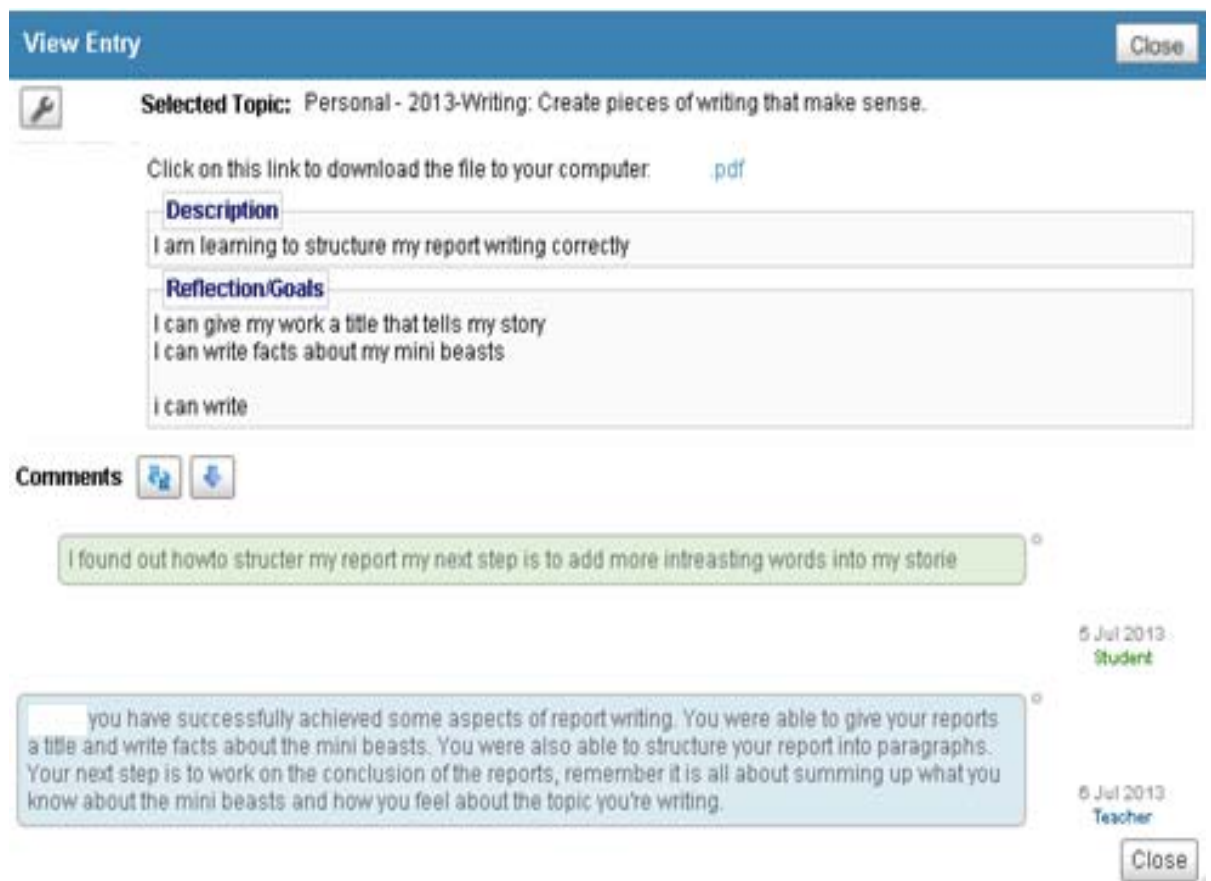 View Entry
Close
Selected Topic: Personal - 2013-Writing: Create pieces of writing that make sense.
Click on this link to download the file to your computer: .pdf
Description
I am learning to structure my report writing correctly
Reflection/Goals
I can give my work a title that tells my story
I can write facts about my mini beasts
i can write
Comments
I found out howto structer my report my next step is to add more intreasting words into my storie
5 Jul 2013
Student
you have successfully achieved some aspects of report writing. You were able to give your reports
a title and write facts about the mini beasts. You were also able to structure your report into paragraphs.
Your next step is to work on the conclusion of the reports, remember it is all about summing up what you
know about the mini beasts and how you feel about the topic you're writing.
6 Jul 2013
Teacher
Close